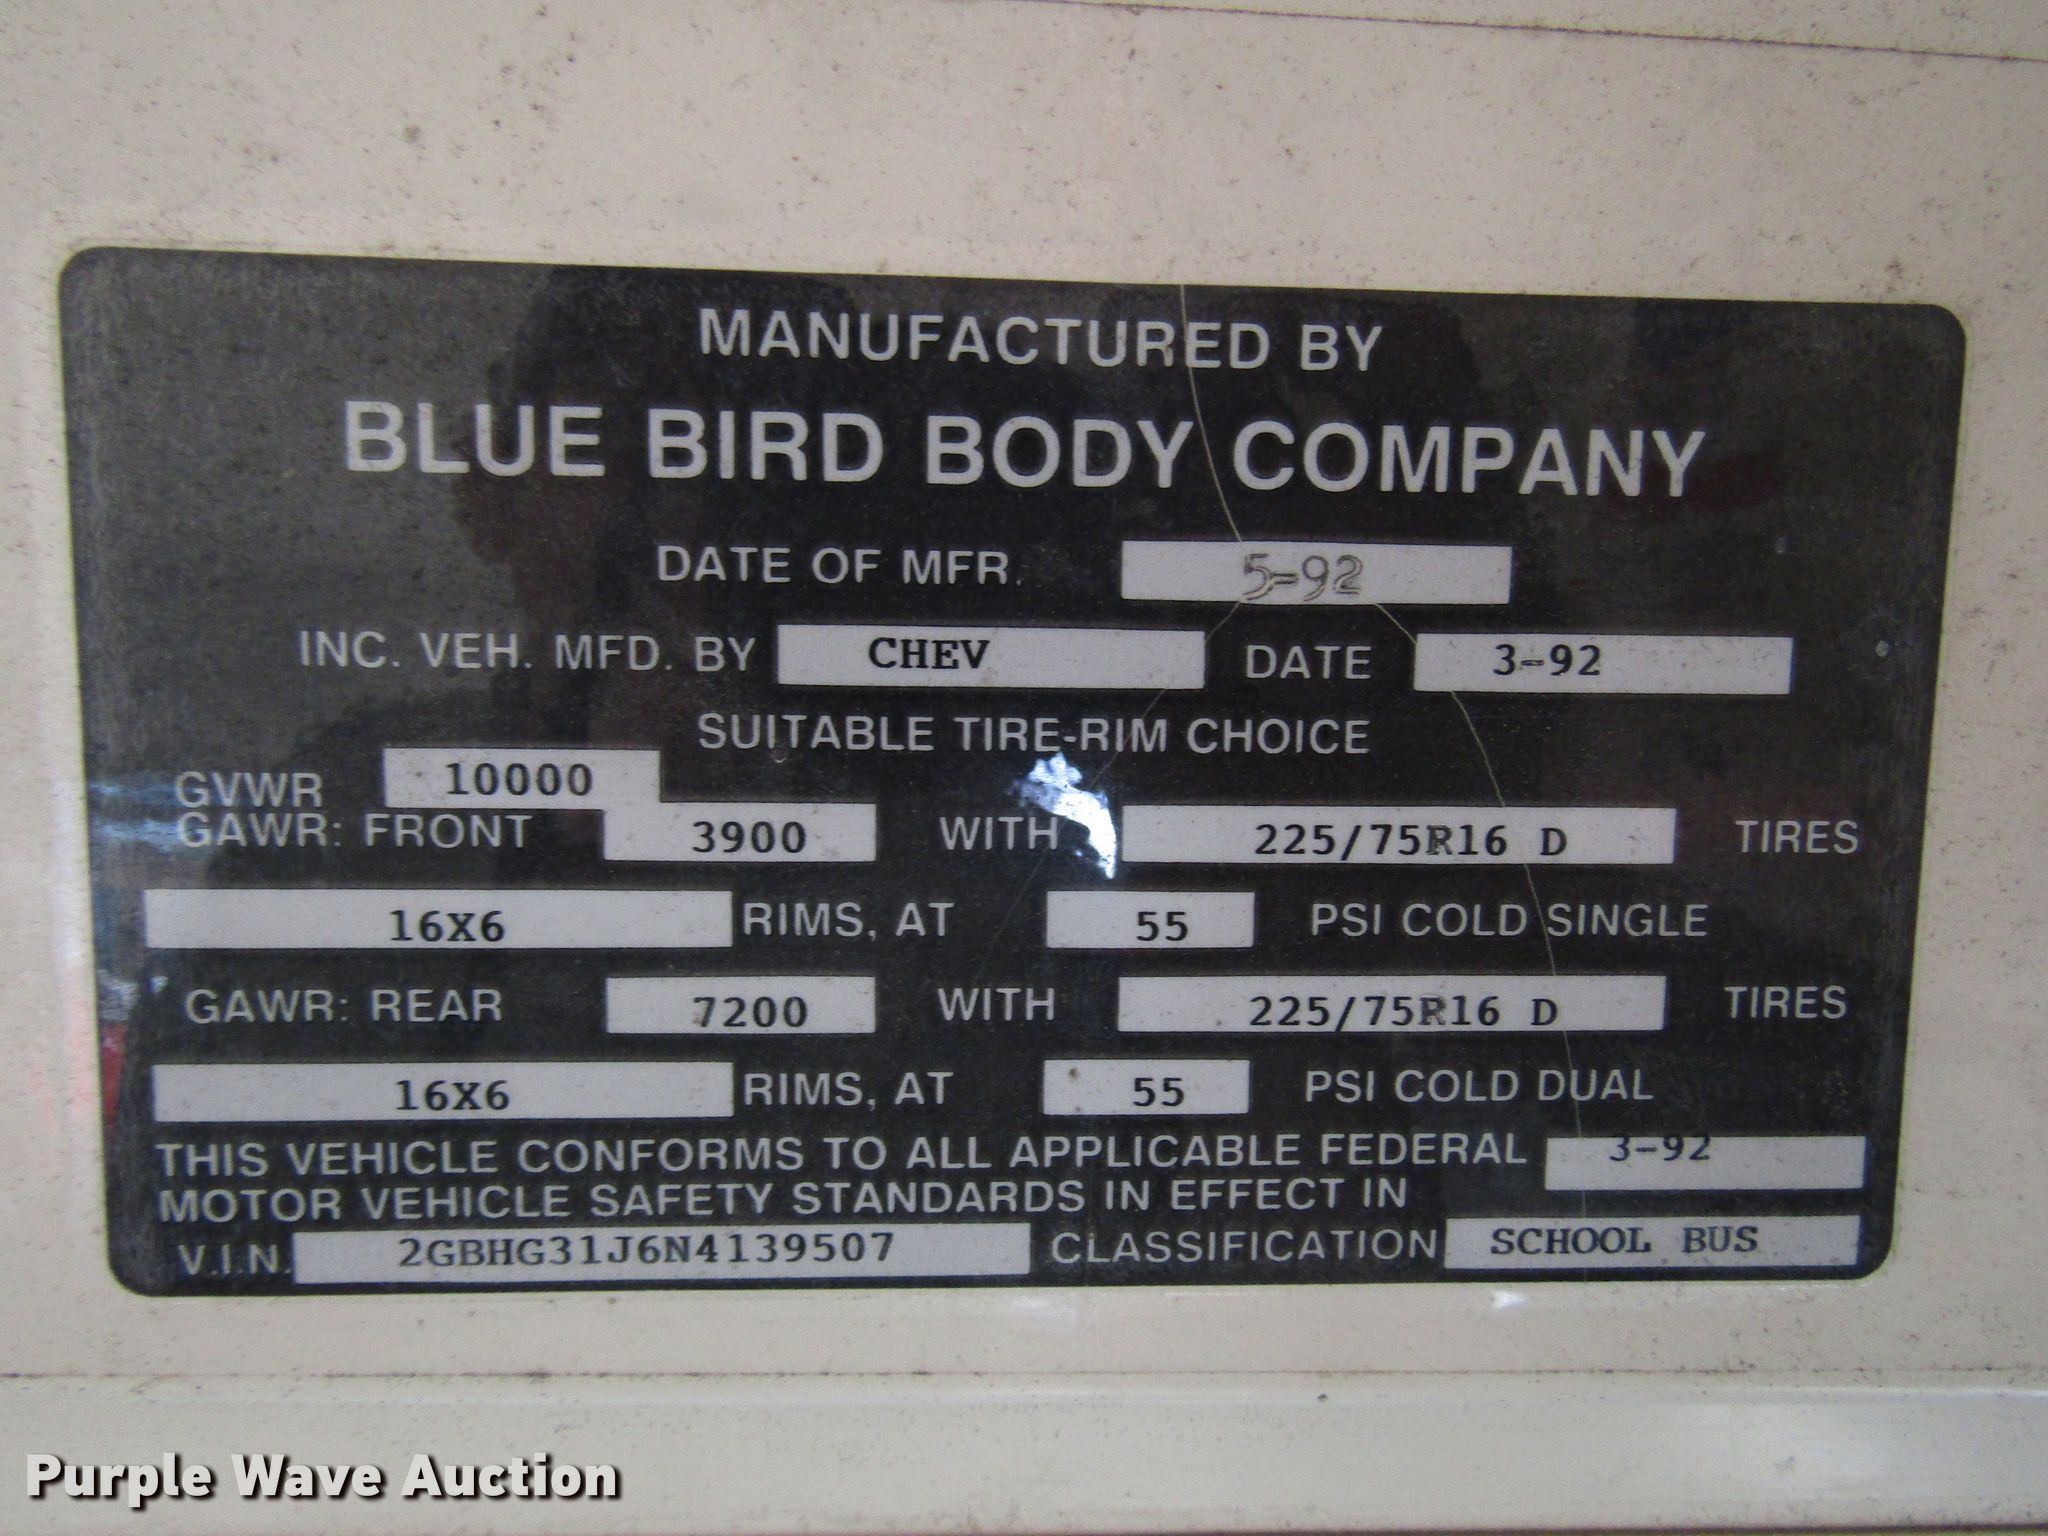 MANUFACTURED BY
BLUE BIRD BODY COMPANY
DATE OF MFR. 5-92
INC. VEH. MFD. BY CHEV DATE 3-92
SUITABLE TIRE-RIM CHOICE
GVWR 10000
GAWR: FRONT 3900 WITH 225/75R16 D TIRES
16X6 RIMS, AT 55 PSI COLD SINGLE
GAWR: REAR 7200 WITH 225/75R16 D TIRES
16X6 RIMS, AT 55 PSI COLD DUAL
THIS VEHICLE CONFORMS TO ALL APPLICABLE FEDERAL 3-92
MOTOR VEHICLE SAFETY STANDARDS IN EFFECT IN
V.I.N. 2GBHG31J6N4139507 CLASSIFICATION SCHOOL BUS
Purple Wave Auction